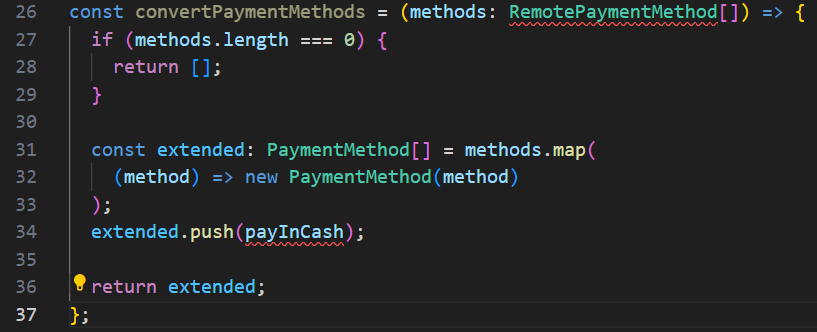 26 const convertPaymentMethods = (methods: RemotePaymentMethod[]) => {
27   if (methods.length === 0) {
28     return [];
29   }
30
31   const extended: PaymentMethod[] = methods.map(
32     (method) => new PaymentMethod(method)
33   );
34   extended.push(payInCash);
35
36   return extended;
37 };